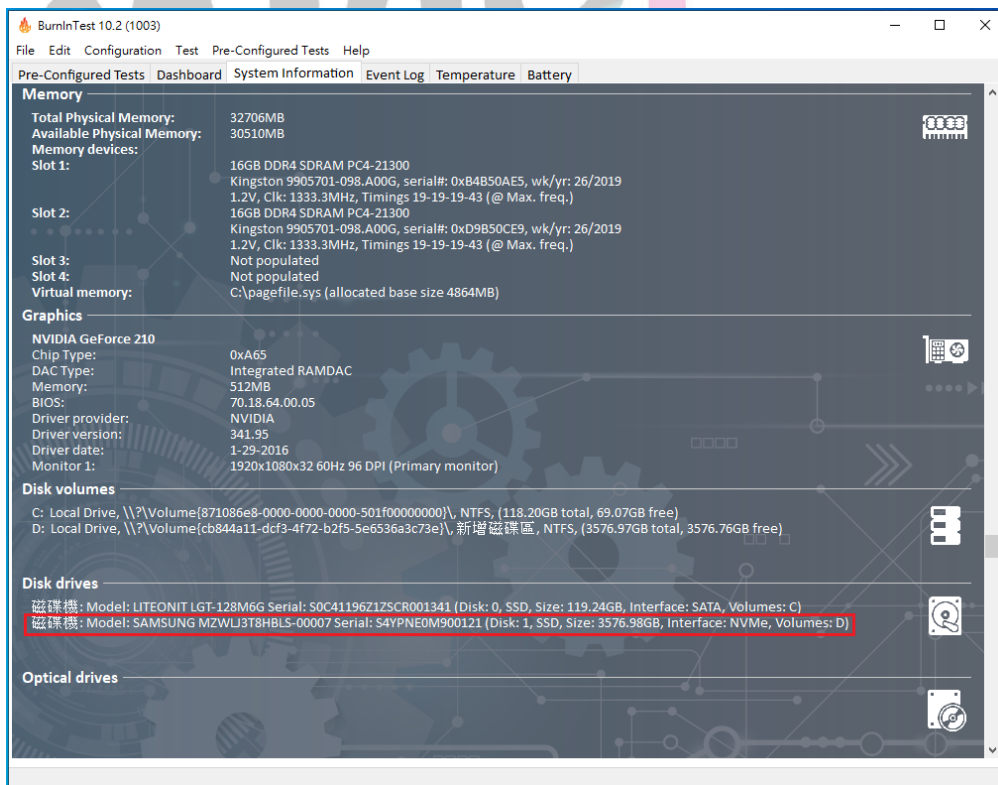 BurnInTest 10.2 (1003)
File Edit Configuration Test Pre-Configured Tests Help
Pre-Configured Tests Dashboard System Information Event Log Temperature Battery
Memory
Total Physical Memory: 32706MB
Available Physical Memory: 30510MB
Memory devices:
Slot 1: 16GB DDR4 SDRAM PC4-21300
Kingston 9905701-098.A00G, serial#: 0xB4B50AE5, wk/yr: 26/2019
1.2V, Clk: 1333.3MHz, Timings 19-19-19-43 (@ Max. freq.)
Slot 2: 16GB DDR4 SDRAM PC4-21300
Kingston 9905701-098.A00G, serial#: 0xD9B50CE9, wk/yr: 26/2019
1.2V, Clk: 1333.3MHz, Timings 19-19-19-43 (@ Max. freq.)
Slot 3: Not populated
Slot 4: Not populated
Virtual memory: C:\pagefile.sys (allocated base size 4864MB)
Graphics
NVIDIA GeForce 210
Chip Type: 0xA65
DAC Type: Integrated RAMDAC
Memory: 512MB
BIOS: 70.18.64.00.05
Driver provider: NVIDIA
Driver version: 341.95
Driver date: 1-29-2016
Monitor 1: 1920x1080x32 60Hz 96 DPI (Primary monitor)
Disk volumes
C: Local Drive, \\?\Volume{871086e8-0000-0000-0000-501f00000000}\, NTFS, (118.20GB total, 69.07GB free)
D: Local Drive, \\?\Volume{cb844a11-dcf3-4f72-b2f5-5e6536a3c73e}\, 新增磁碟區, NTFS, (3576.97GB total, 3576.76GB free)
Disk drives
磁碟機: Model: LITEONIT LGT-128M6G Serial: S0C41196Z1ZSCR001341 (Disk: 0, SSD, Size: 119.24GB, Interface: SATA, Volumes: C)
磁碟機: Model: SAMSUNG MZWLJ3T8HBLS-00007 Serial: S4YPNE0M900121 (Disk: 1, SSD, Size: 3576.98GB, Interface: NVMe, Volumes: D)
Optical drives